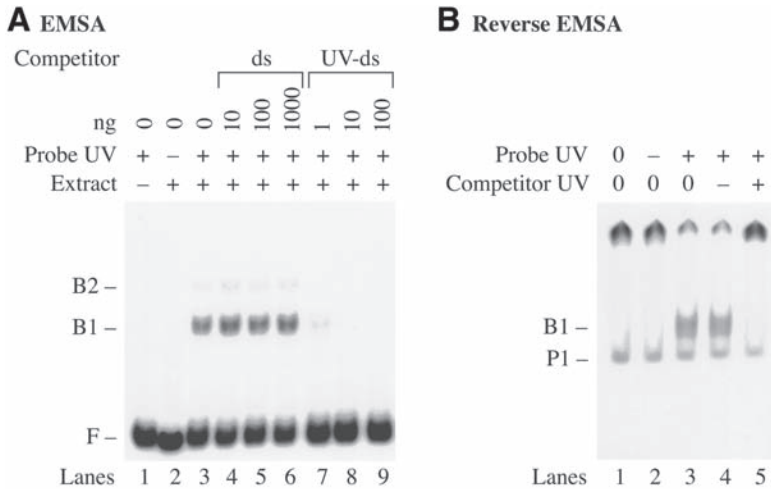 A EMSA
Competitor ds UV-ds
ng 0 0 0 10 100 1000 1 10 100
Probe UV + – + + + + + + +
Extract – + + + + + + + +
B2 –
B1 –
F –
Lanes 1 2 3 4 5 6 7 8 9
B Reverse EMSA
Probe UV 0 – + + +
Competitor UV 0 0 0 – +
B1 –
P1 –
Lanes 1 2 3 4 5